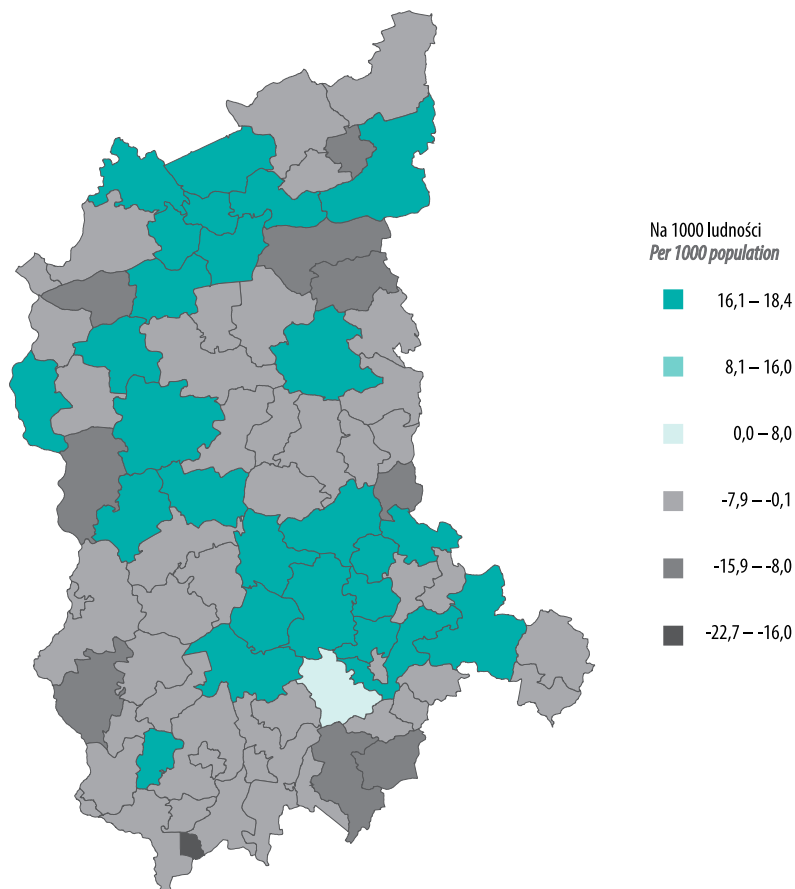 Na 1000 ludności
Per 1000 population
16,1 – 18,4
8,1 – 16,0
0,0 – 8,0
-7,9 – -0,1
-15,9 – -8,0
-22,7 – -16,0